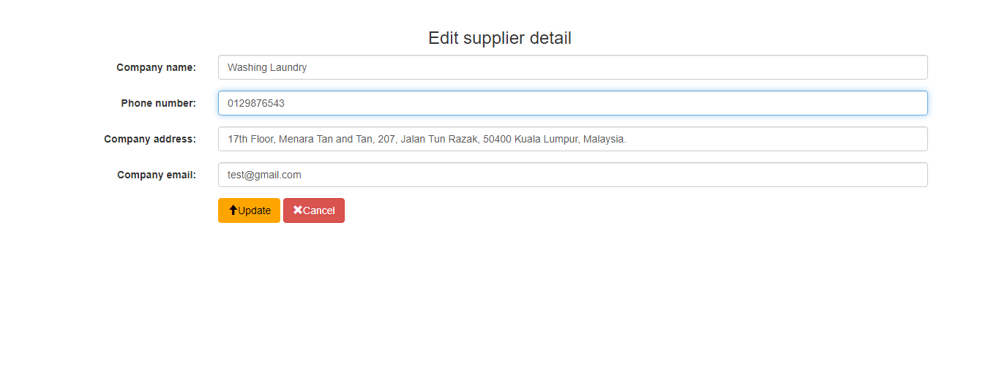 Edit supplier detail
Company name: Washing Laundry
Phone number: 0129876543
Company address: 17th Floor, Menara Tan and Tan, 207, Jalan Tun Razak, 50400 Kuala Lumpur, Malaysia.
Company email: test@gmail.com
Update Cancel